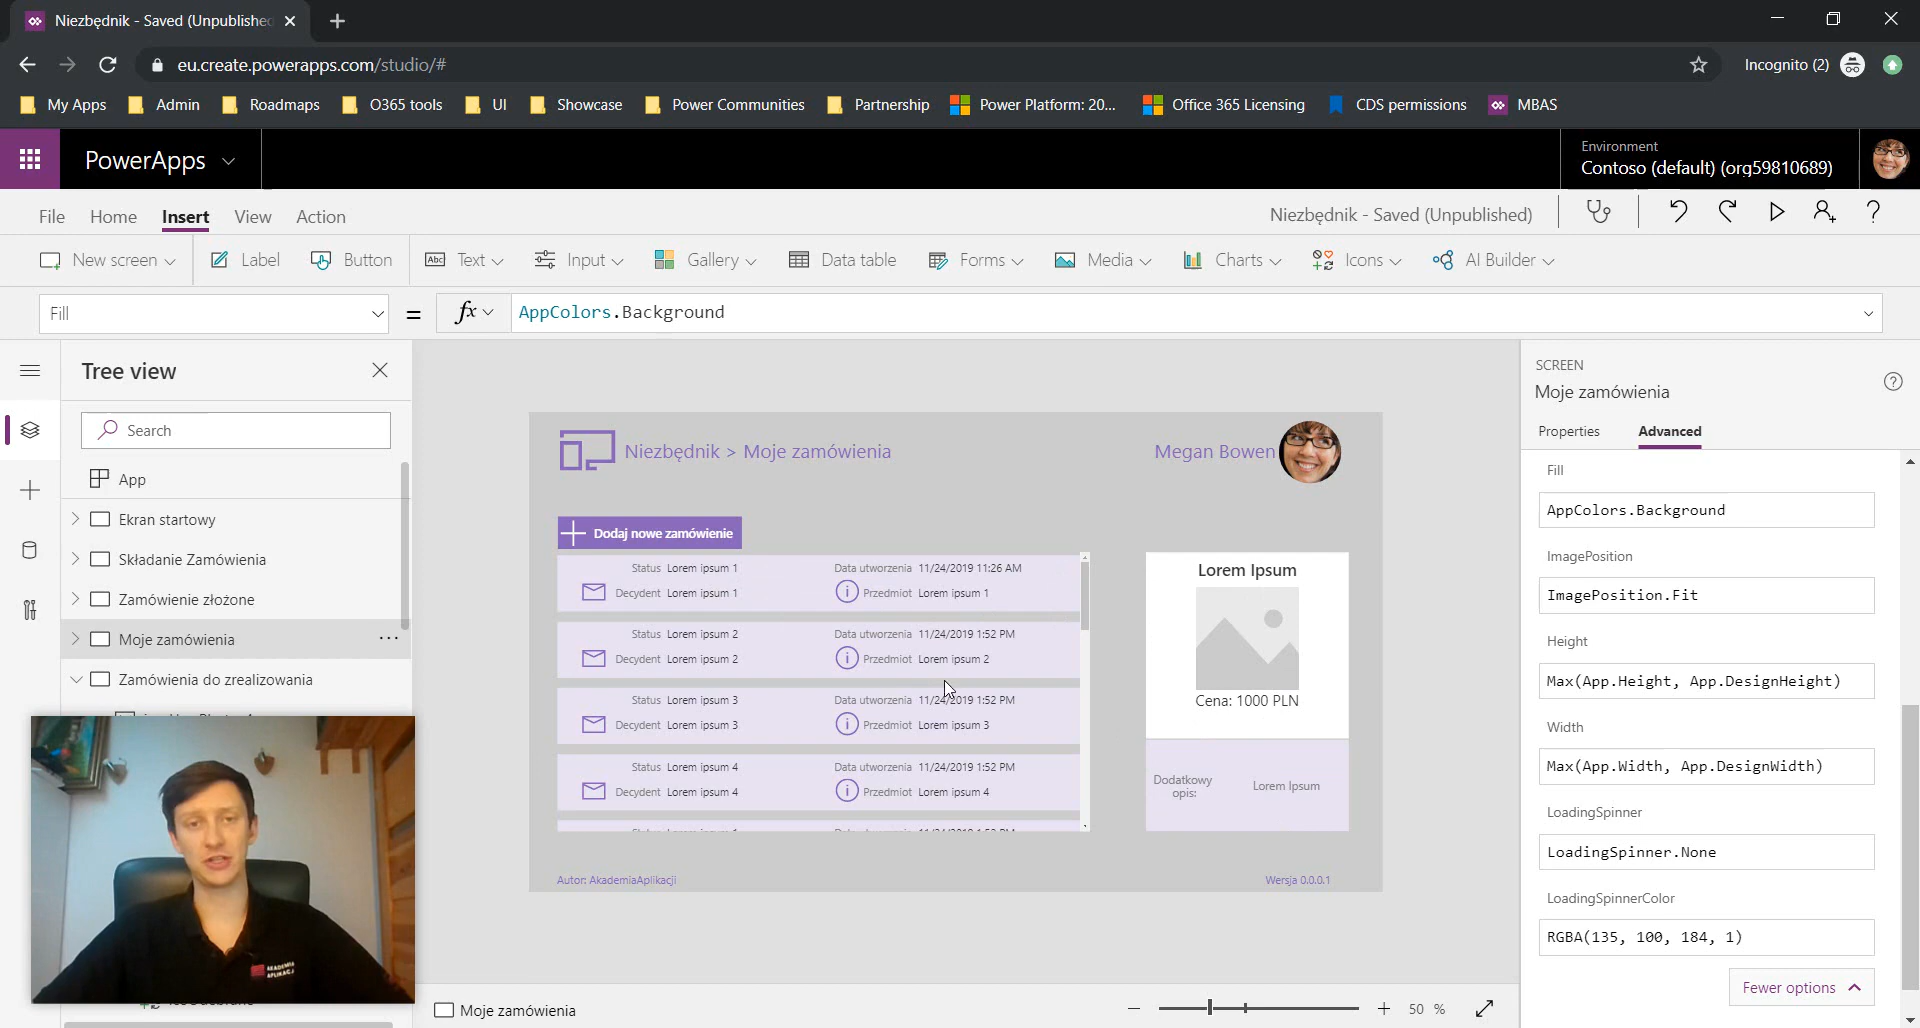 Niezbędnik - Saved (Unpublished
eu.create.powerapps.com/studio/#
Incognito (2)
My Apps
Admin
Roadmaps
O365 tools
UI
Showcase
Power Communities
Partnership
Power Platform: 20...
Office 365 Licensing
CDS permissions
MBAS
PowerApps
Environment
Contoso (default) (org59810689)
File
Home
Insert
View
Action
Niezbędnik - Saved (Unpublished)
New screen
Label
Button
Abc
Text
Input
Gallery
Data table
Forms
Media
Charts
Icons
AI Builder
Fill
=
fx
AppColors.Background
Tree view
Search
App
Ekran startowy
Składanie Zamówienia
Zamówienie złożone
Moje zamówienia
...
Zamówienia do zrealizowania
AKADEMIA
APLIKACJI
Niezbędnik > Moje zamówienia
Megan Bowen
Dodaj nowe zamówienie
Status Lorem ipsum 1
Data utworzenia 11/24/2019 11:26 AM
Decydent Lorem ipsum 1
Przedmiot Lorem ipsum 1
Status Lorem ipsum 2
Data utworzenia 11/24/2019 1:52 PM
Decydent Lorem ipsum 2
Przedmiot Lorem ipsum 2
Status Lorem ipsum 3
Data utworzenia 11/24/2019 1:52 PM
Decydent Lorem ipsum 3
Przedmiot Lorem ipsum 3
Status Lorem ipsum 4
Data utworzenia 11/24/2019 1:52 PM
Decydent Lorem ipsum 4
Przedmiot Lorem ipsum 4
Lorem Ipsum
Cena: 1000 PLN
Dodatkowy
opis:
Lorem Ipsum
Autor: AkademiaAplikacji
Wersja 0.0.0.1
Moje zamówienia
50 %
SCREEN
Moje zamówienia
Properties
Advanced
Fill
AppColors.Background
ImagePosition
ImagePosition.Fit
Height
Max(App.Height, App.DesignHeight)
Width
Max(App.Width, App.DesignWidth)
LoadingSpinner
LoadingSpinner.None
LoadingSpinnerColor
RGBA(135, 100, 184, 1)
Fewer options